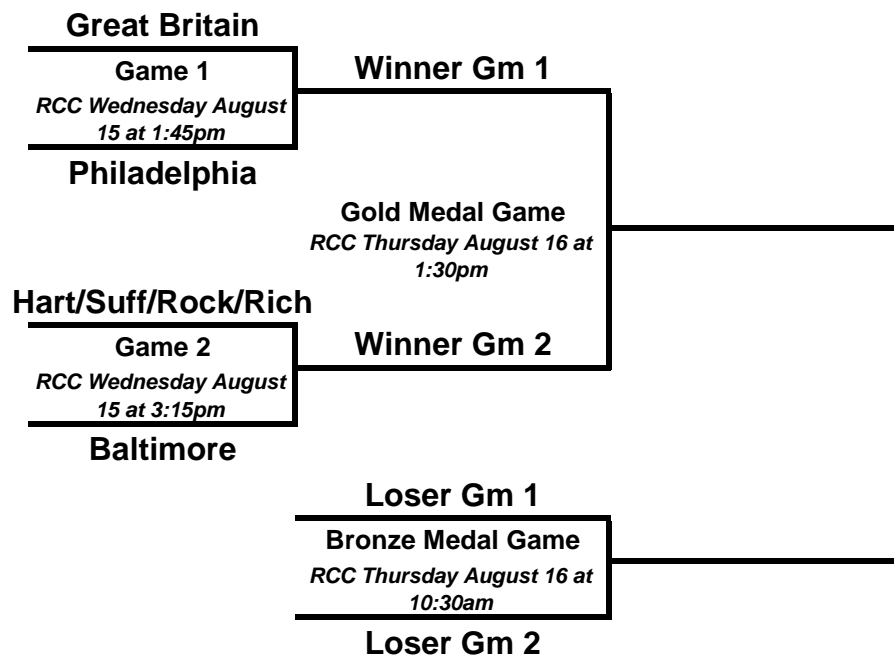 Great Britain
Game 1
RCC Wednesday August
15 at 1:45pm
Philadelphia
Winner Gm 1
Gold Medal Game
RCC Thursday August 16 at
1:30pm
Hart/Suff/Rock/Rich
Game 2
RCC Wednesday August
15 at 3:15pm
Baltimore
Winner Gm 2
Loser Gm 1
Bronze Medal Game
RCC Thursday August 16 at
10:30am
Loser Gm 2